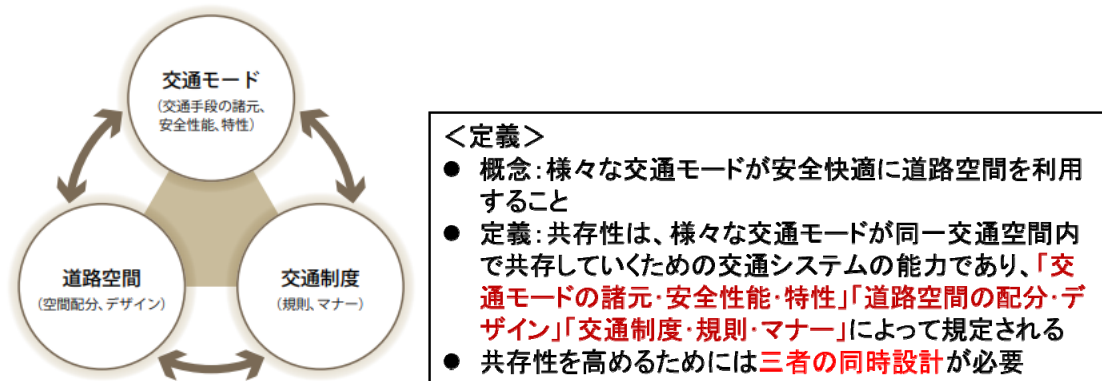 交通モード
(交通手段の諸元、
安全性能、特性)
道路空間
(空間配分、デザイン)
交通制度
(規則、マナー)
＜定義＞
● 概念：様々な交通モードが安全快適に道路空間を利用
すること
● 定義：共存性は、様々な交通モードが同一交通空間内
で共存していくための交通システムの能力であり、「交
通モードの諸元・安全性能・特性」「道路空間の配分・デ
ザイン」「交通制度・規則・マナー」によって規定される
● 共存性を高めるためには三者の同時設計が必要